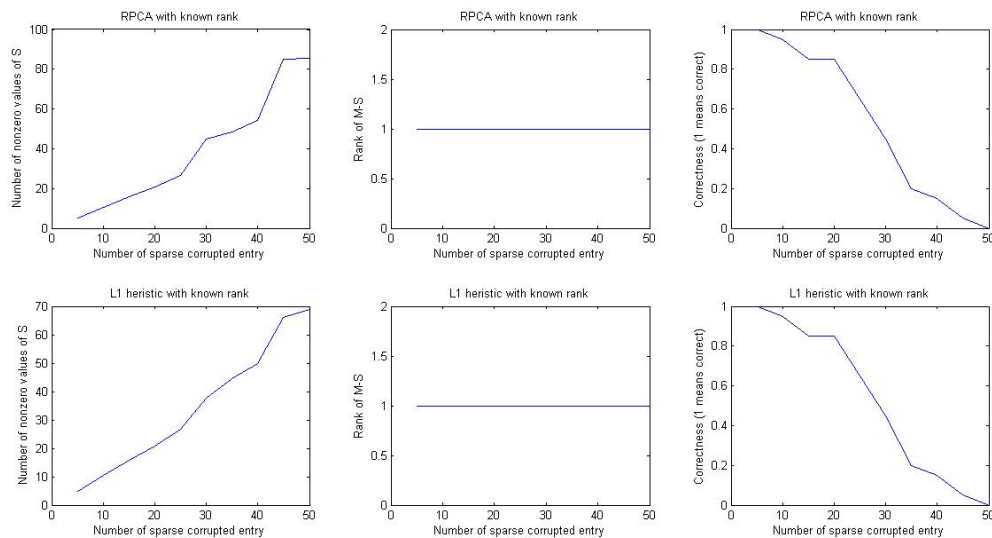 RPCA with known rank
Number of nonzero values of S
100
80
60
40
20
0
0 10 20 30 40 50
Number of sparse corrupted entry
RPCA with known rank
Rank of M-S
2
1.5
1
0.5
0
0 10 20 30 40 50
Number of sparse corrupted entry
RPCA with known rank
Correctness (1 means correct)
1
0.8
0.6
0.4
0.2
0
0 10 20 30 40 50
Number of sparse corrupted entry
L1 heristic with known rank
Number of nonzero values of S
70
60
50
40
30
20
10
0
0 10 20 30 40 50
Number of sparse corrupted entry
L1 heristic with known rank
Rank of M-S
2
1.5
1
0.5
0
0 10 20 30 40 50
Number of sparse corrupted entry
L1 heristic with known rank
Correctness (1 means correct)
1
0.8
0.6
0.4
0.2
0
0 10 20 30 40 50
Number of sparse corrupted entry